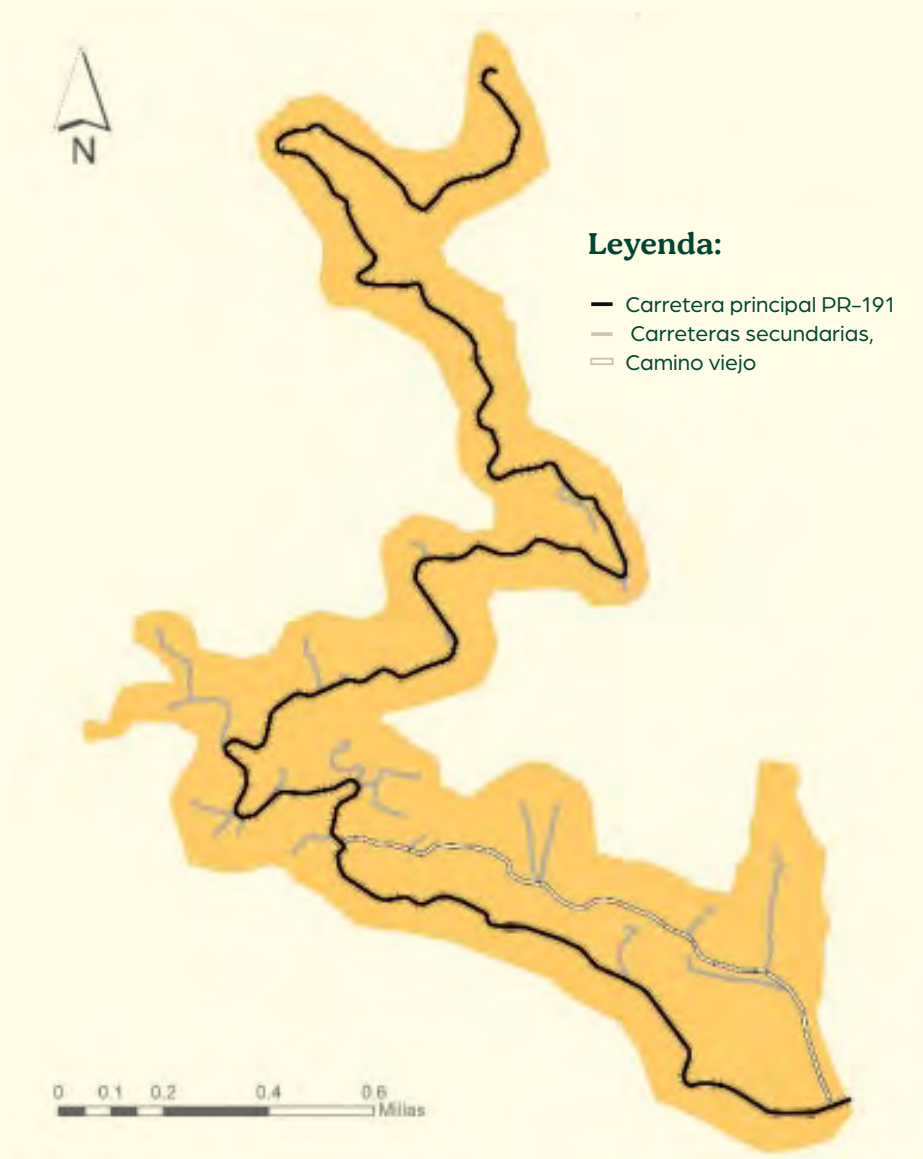 N
Leyenda:
Carretera principal PR-191
Carreteras secundarias,
Camino viejo
0 0.1 0.2 0.4 0.6
Millas